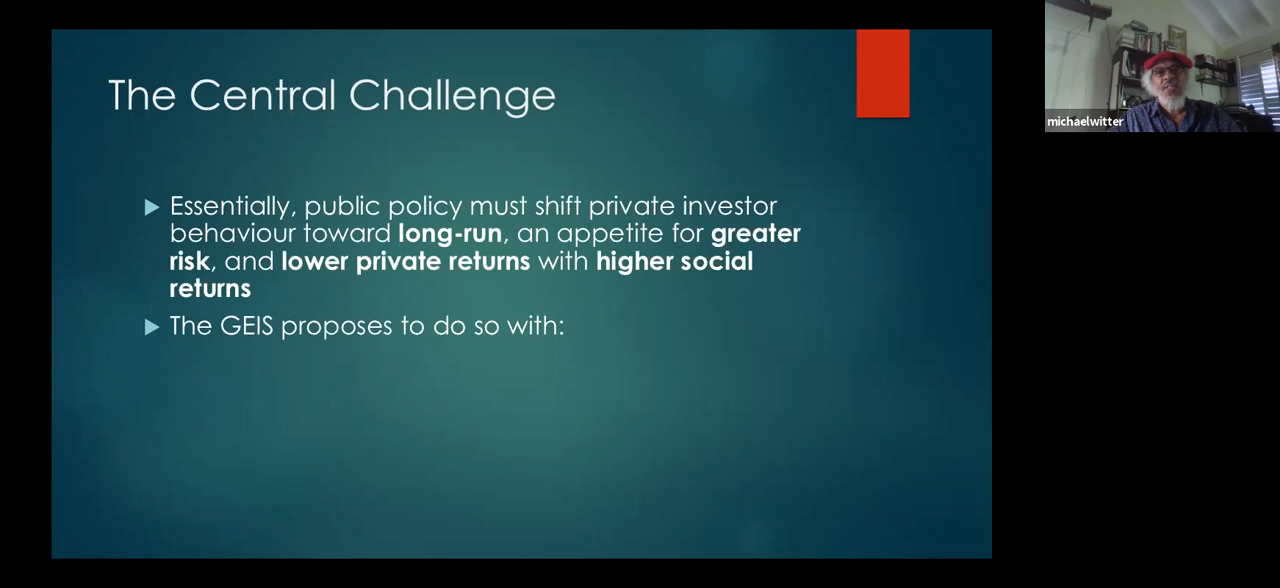 The Central Challenge
Essentially, public policy must shift private investor
behaviour toward long-run, an appetite for greater
risk, and lower private returns with higher social
returns
The GEIS proposes to do so with:
michaelwitter